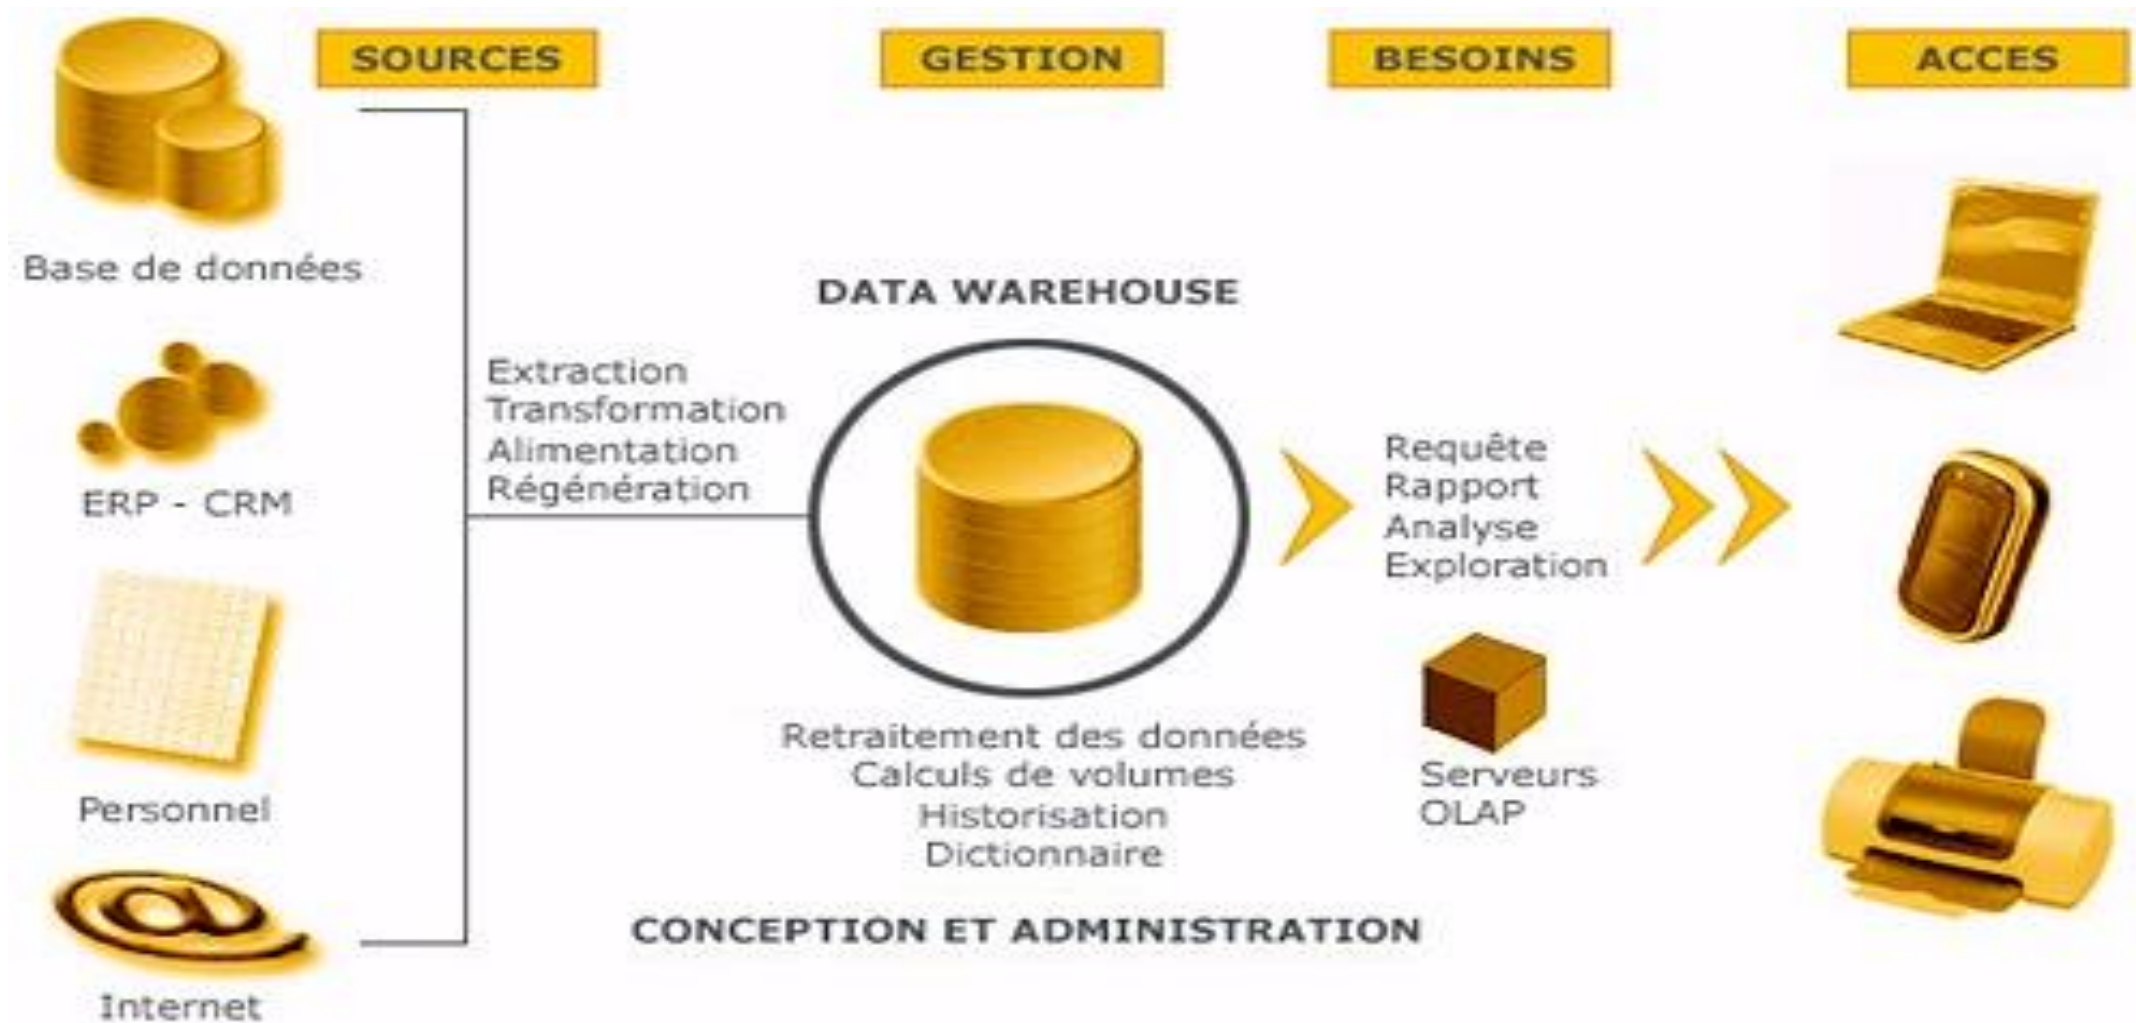 SOURCES
GESTION
BESOINS
ACCES
Base de données
ERP - CRM
Personnel
Internet
Extraction
Transformation
Alimentation
Régénération
DATA WAREHOUSE
Retraitement des données
Calculs de volumes
Historisation
Dictionnaire
CONCEPTION ET ADMINISTRATION
Requête
Rapport
Analyse
Exploration
Serveurs
OLAP